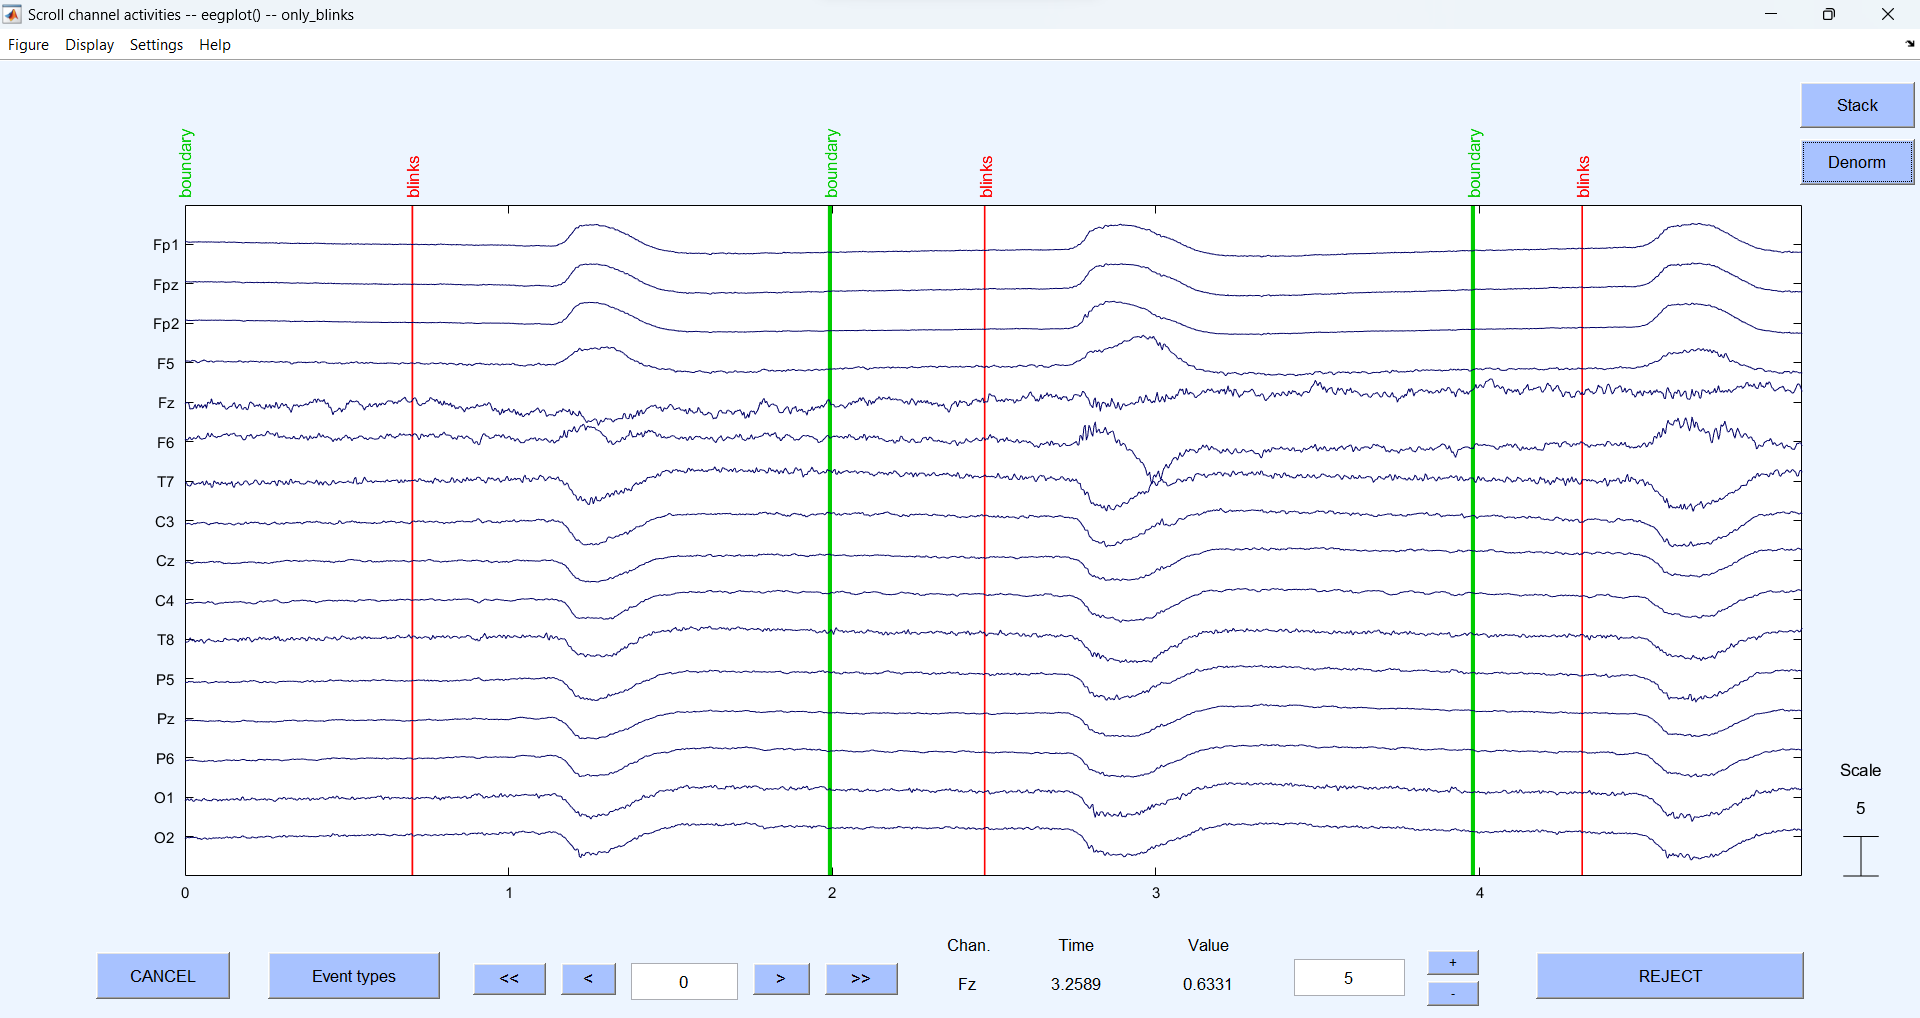 Scroll channel activities -- eegplot() -- only_blinks
Figure Display Settings Help
Stack
Denorm
boundary
blinks
boundary
blinks
boundary
blinks
Fp1
Fpz
Fp2
F5
Fz
F6
T7
C3
Cz
C4
T8
P5
Pz
P6
O1
O2
0 1 2 3 4
Scale
5
Chan. Time Value
CANCEL Event types << < 0 > >> Fz 3.2589 0.6331 5 + - REJECT